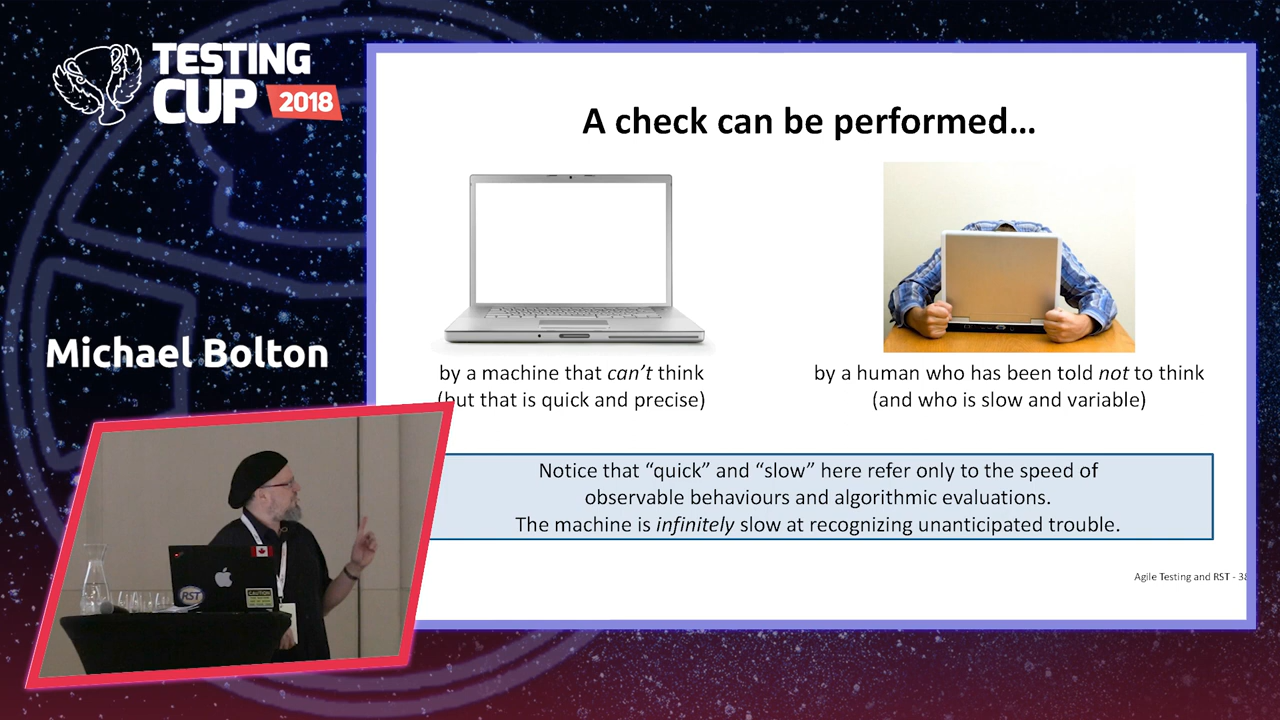 TESTING
CUP 2018
A check can be performed…
by a machine that can't think
(but that is quick and precise)
by a human who has been told not to think
(and who is slow and variable)
Michael Bolton
Notice that “quick” and “slow” here refer only to the speed of
observable behaviours and algorithmic evaluations.
The machine is infinitely slow at recognizing unanticipated trouble.
Agile Testing and RST - 38
RST
CAUTION